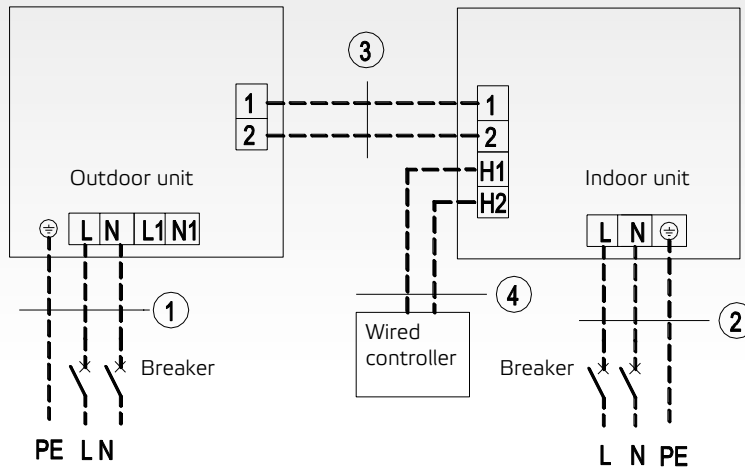 3
1
2
1
2
H1
H2
Outdoor unit
Indoor unit
L N L1 N1
L N
1
4
2
Wired
controller
Breaker
Breaker
PE L N
L N PE